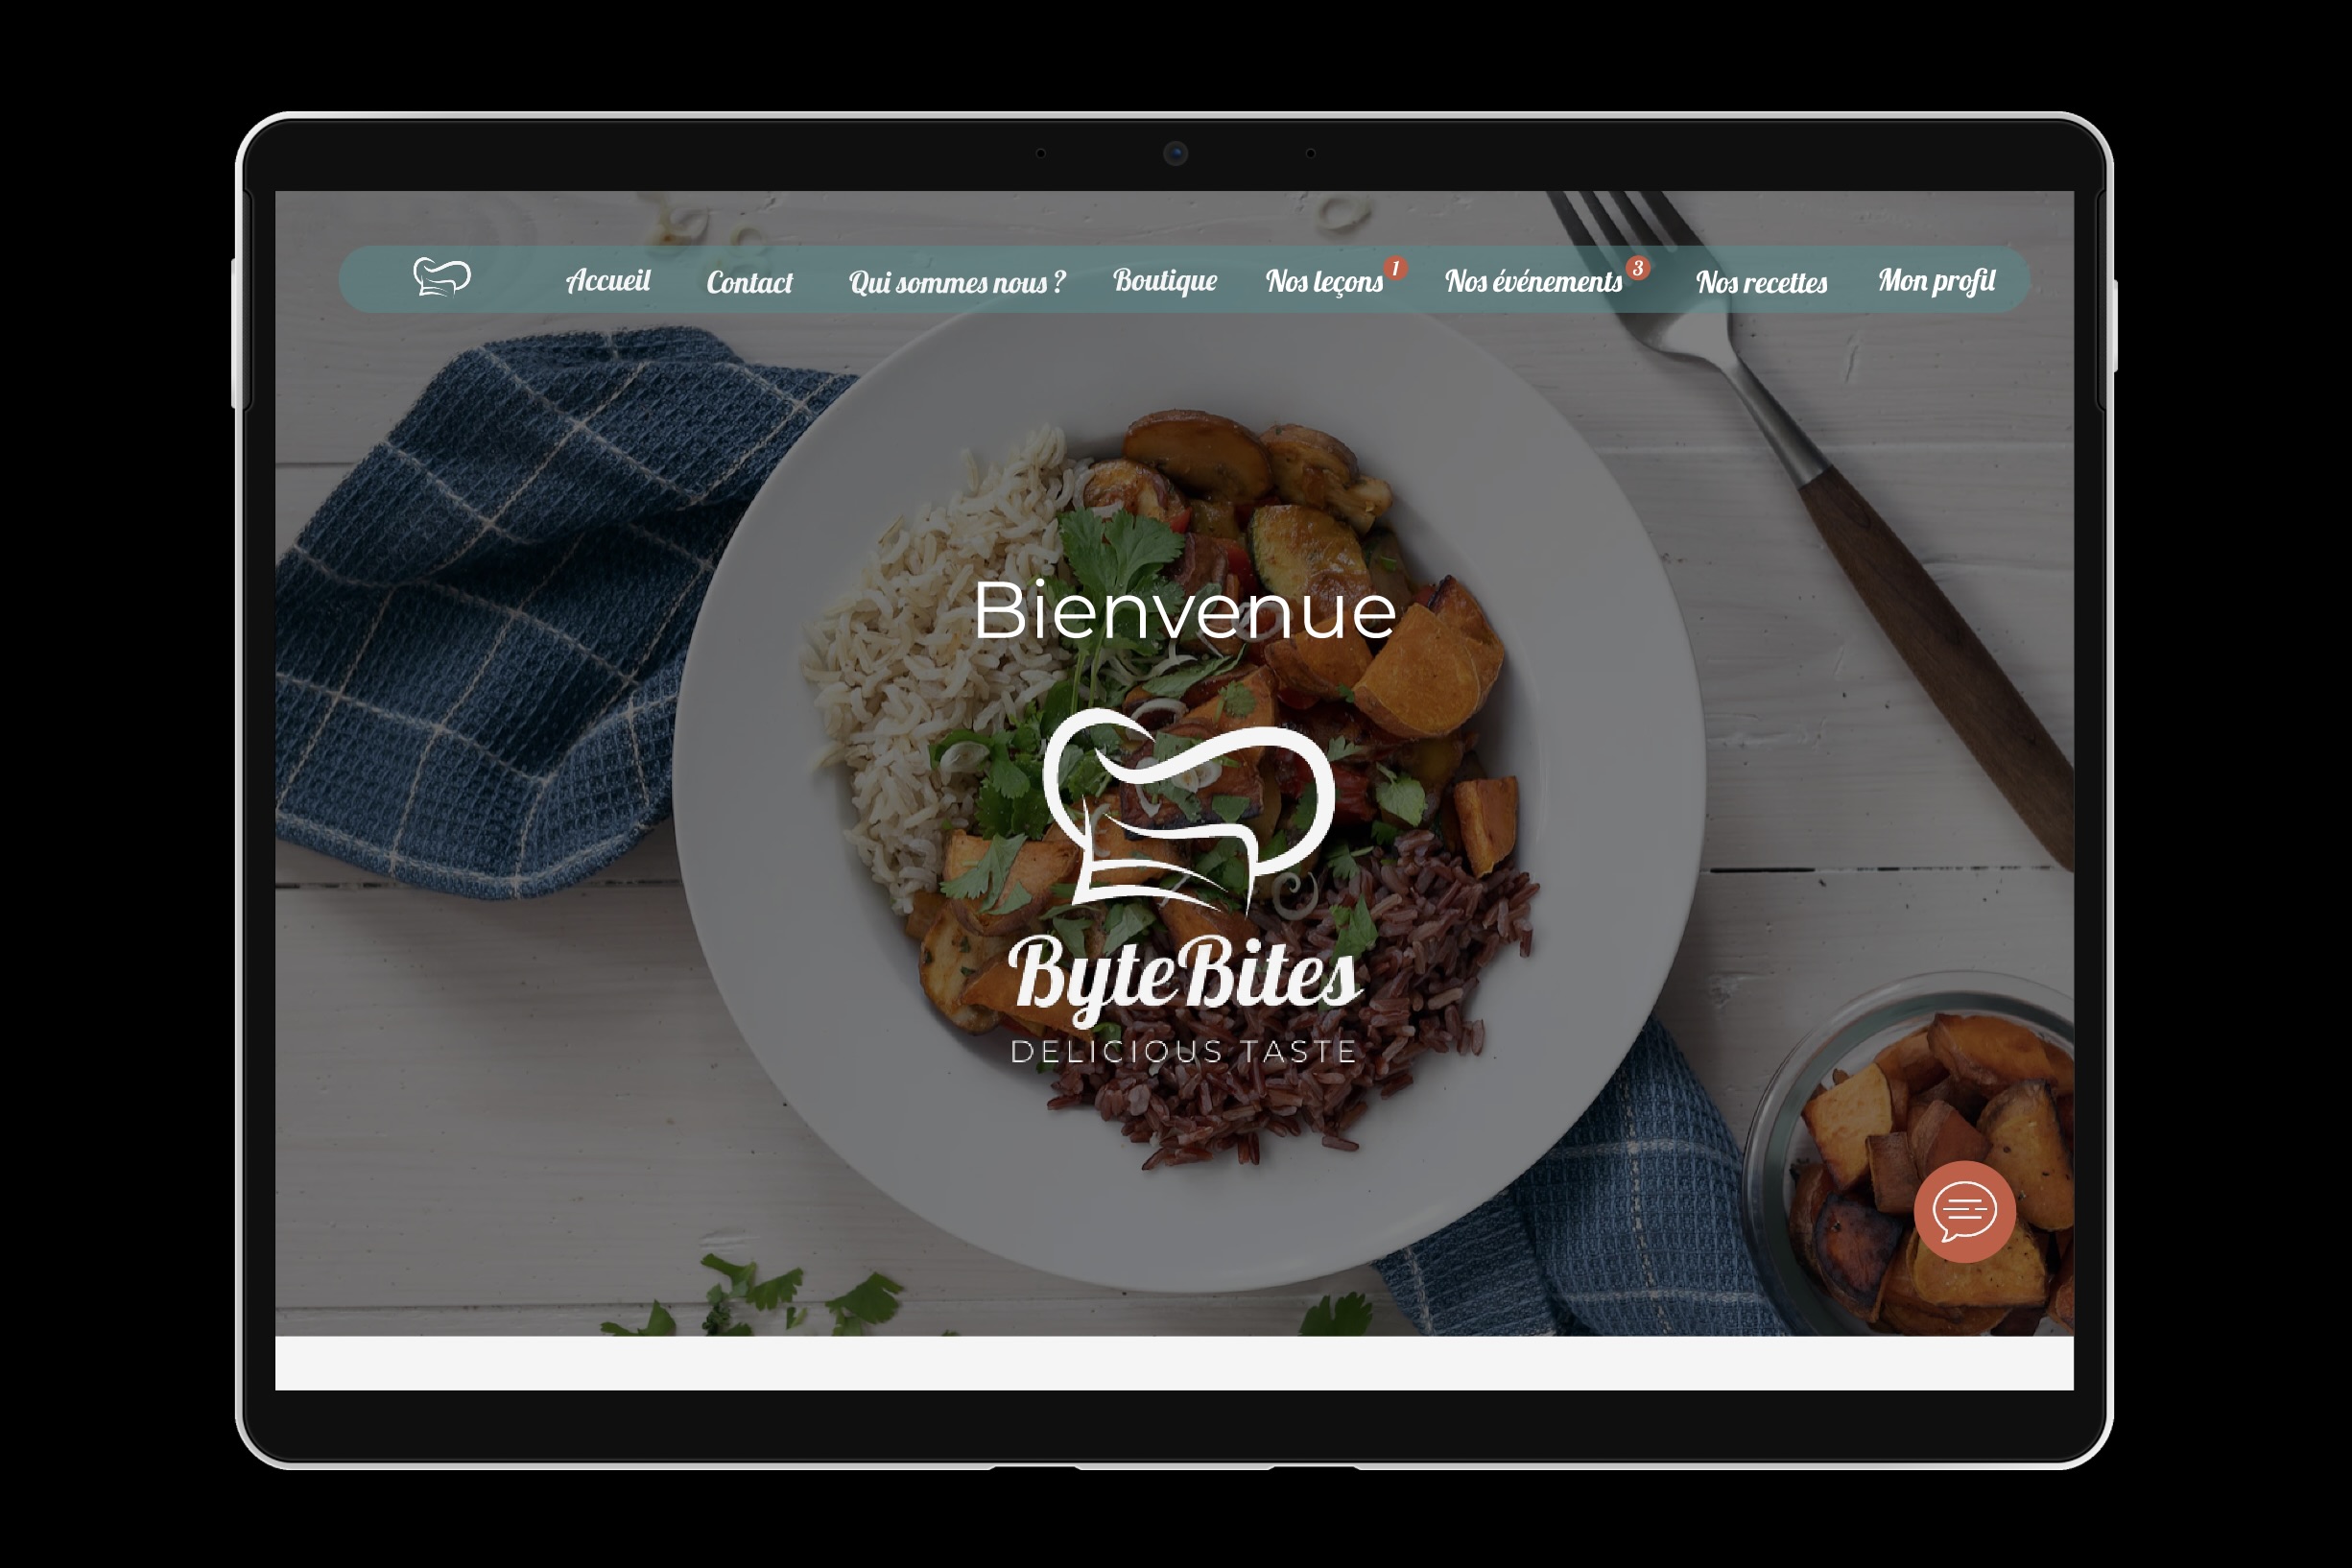 Accueil Contact Qui sommes nous ? Boutique Nos leçons 1 Nos événements 3 Nos recettes Mon profil
Bienvenue
ByteBites
DELICIOUS TASTE